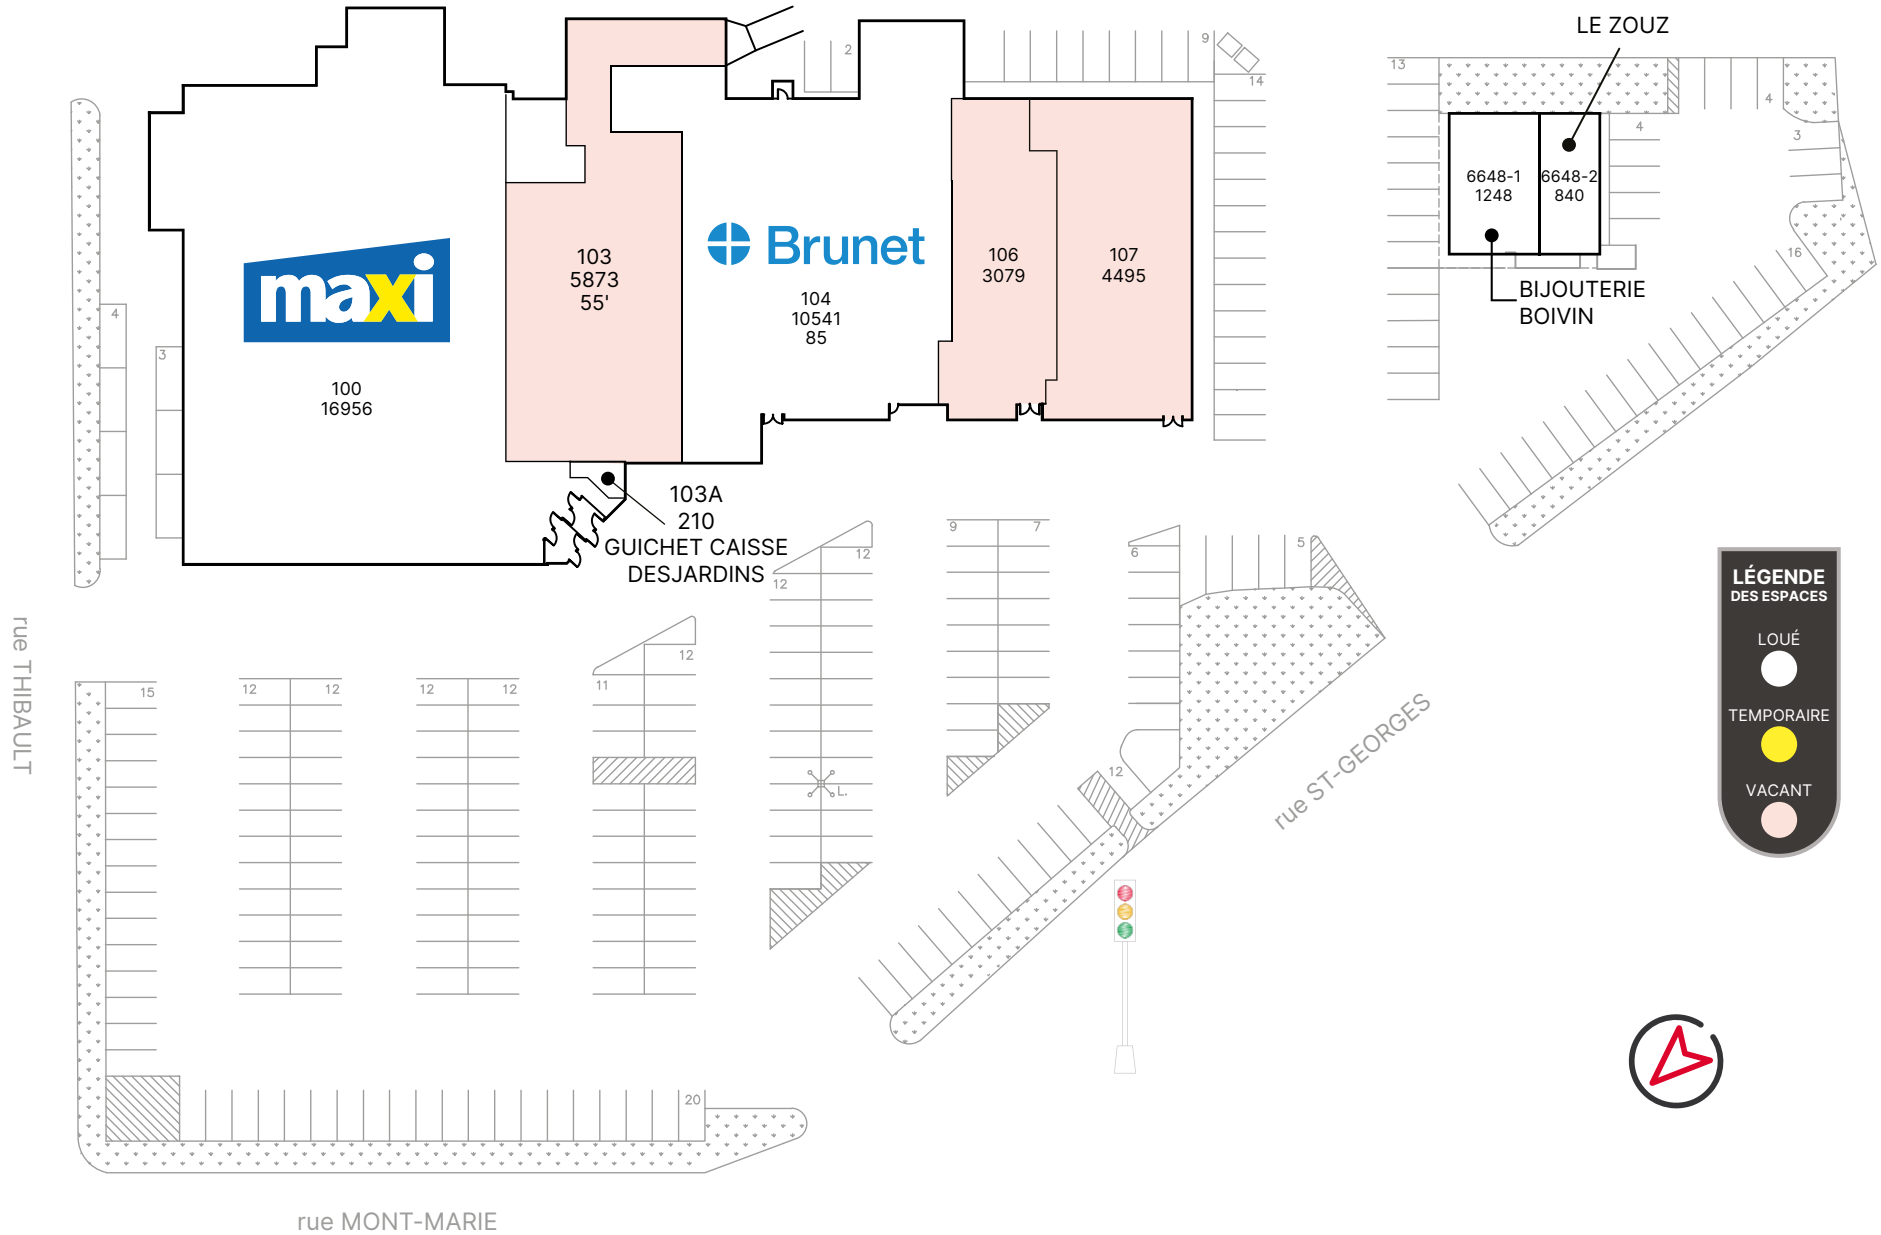 LE ZOUZ
2
9
14
13
4
4
3
16
6648-1
1248
6648-2
840
BIJOUTERIE
BOIVIN
maxi
100
16956
103
5873
55'
Brunet
104
10541
85
106
3079
107
4495
4
3
103A
210
GUICHET CAISSE
DESJARDINS
12
12
9
7
6
5
12
11
15
12
12
12
12
12
L.
20
rue THIBAULT
rue ST-GEORGES
rue MONT-MARIE
LÉGENDE
DES ESPACES
LOUÉ
TEMPORAIRE
VACANT